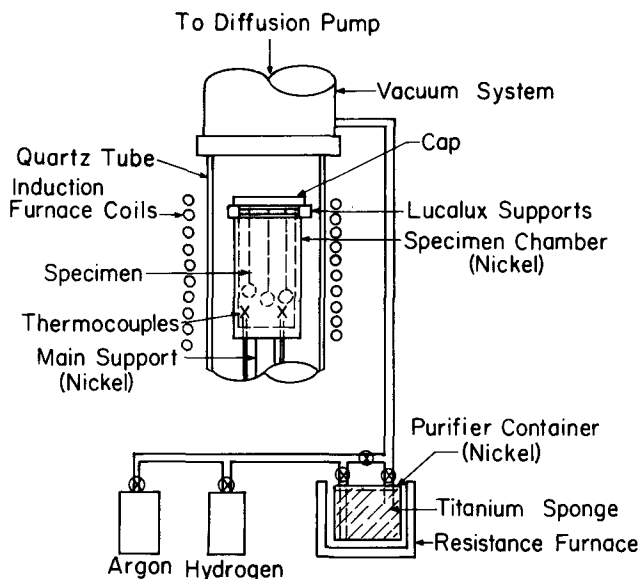 To Diffusion Pump
Vacuum System
Cap
Quartz Tube
Induction
Furnace Coils
Lucalux Supports
Specimen Chamber
(Nickel)
Specimen
Thermocouples
Main Support
(Nickel)
Purifier Container
(Nickel)
Titanium Sponge
Resistance Furnace
Argon
Hydrogen